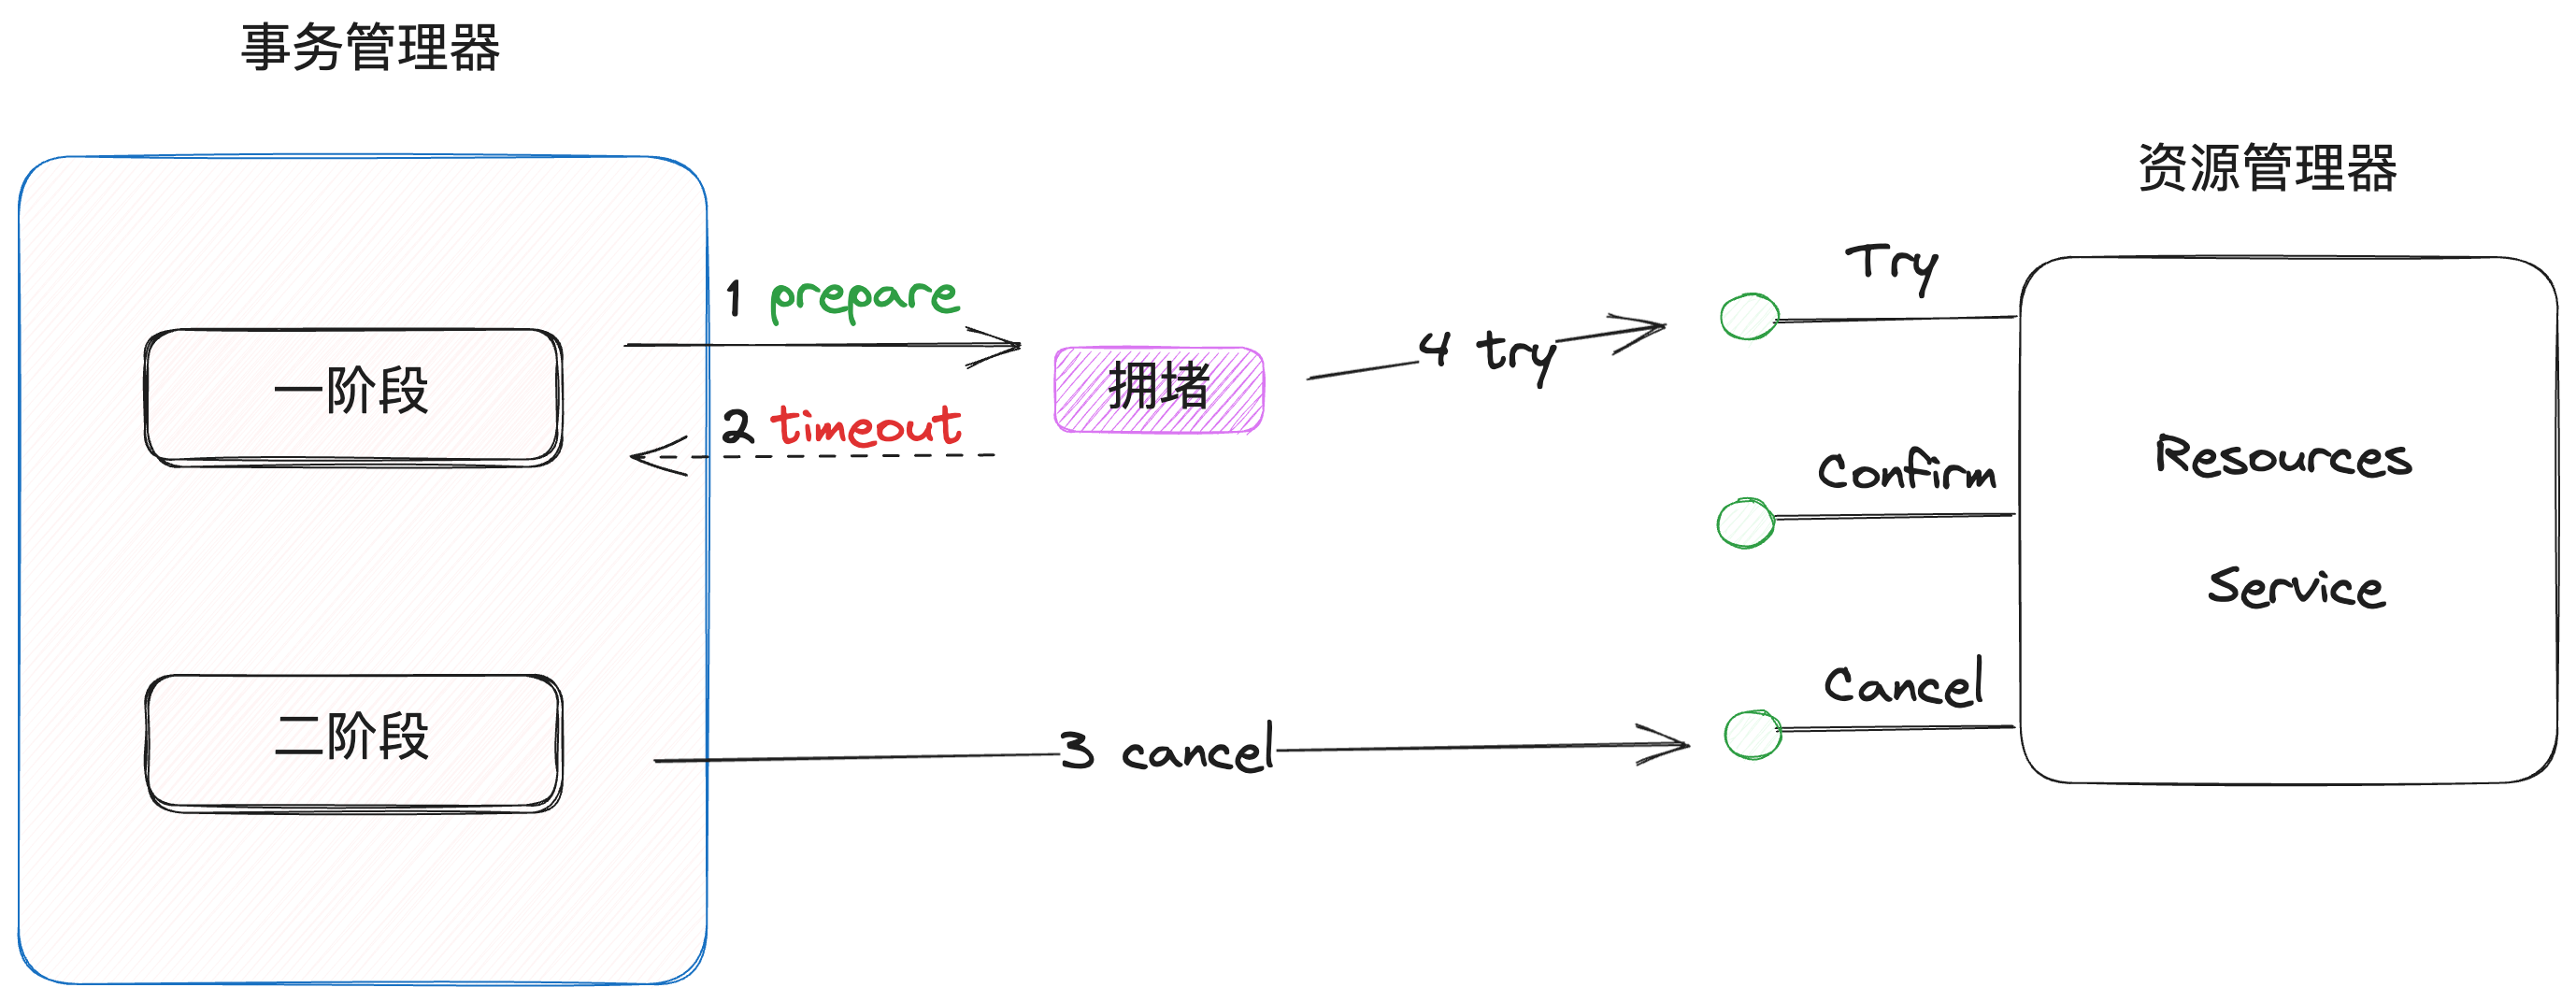 事务管理器
资源管理器
一阶段
1 prepare
2 timeout
拥堵
4 try
Try
Confirm
Resources
Service
二阶段
3 cancel
Cancel